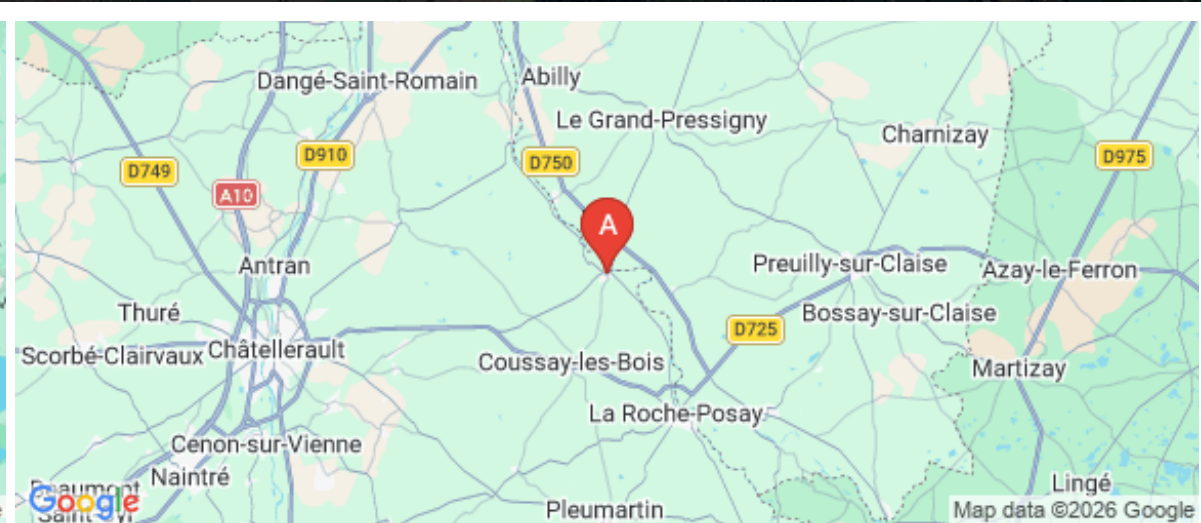 Dangé-Saint-Romain
Abilly
Le Grand-Pressigny
Charnizay
D749
D910
D750
D975
A10
A
Antran
Preuilly-sur-Claise
Azay-le-Ferron
Thuré
Bossay-sur-Claise
D725
Scorbé-Clairvaux
Châtellerault
Coussay-les-Bois
Martizay
La Roche-Posay
Cenon-sur-Vienne
Naintré
Lingé
Beaumont
Saint-Cyr
Google
Pleumartin
Map data ©2026 Google